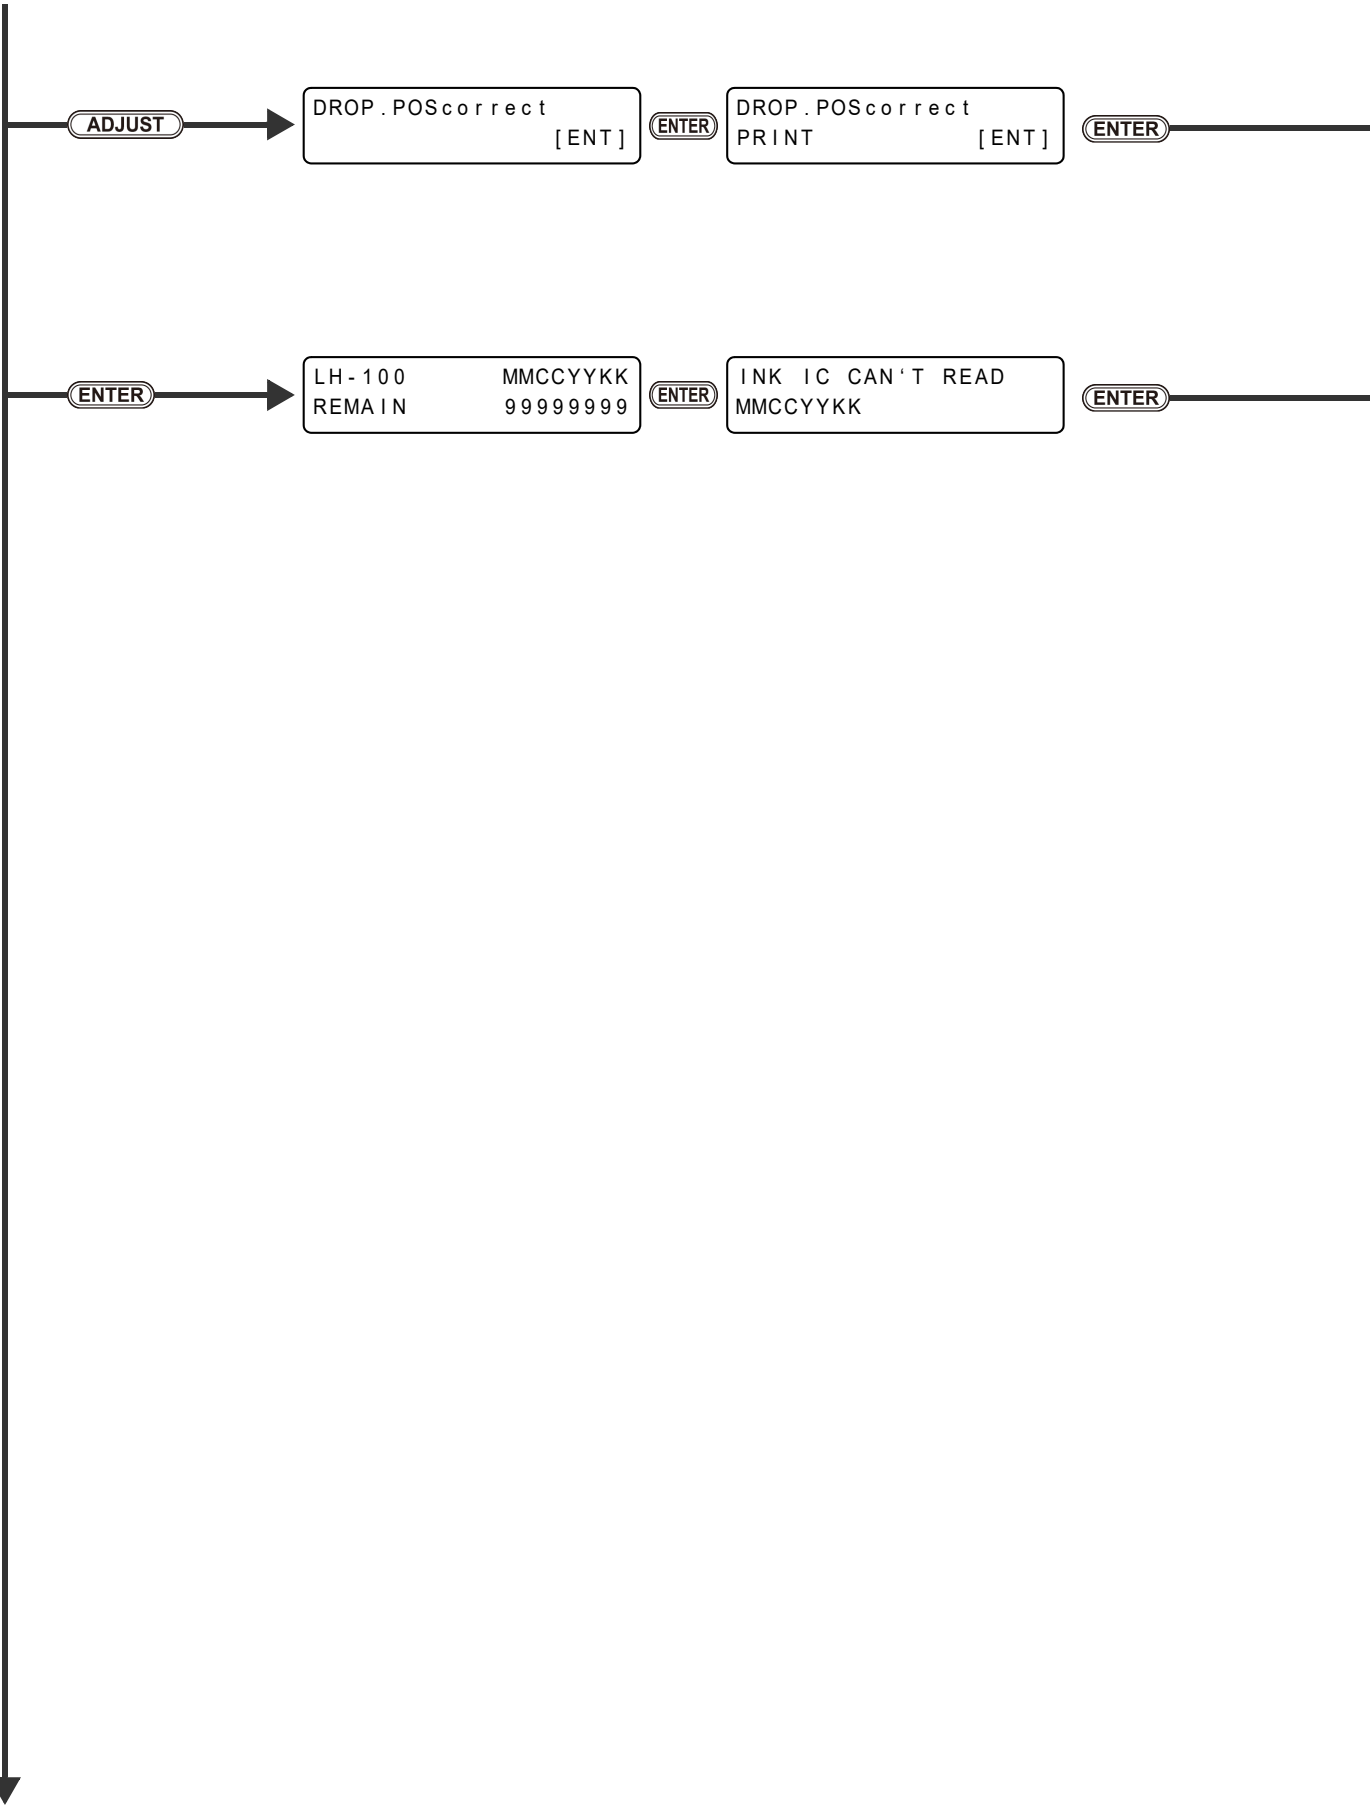 ADJUST
DROP.POScorrect
[ENT]
ENTER
DROP.POScorrect
PRINT [ENT]
ENTER
ENTER
LH-100 MMCCYYKK
REMAIN 99999999
ENTER
INK IC CAN‘T READ
MMCCYYKK
ENTER